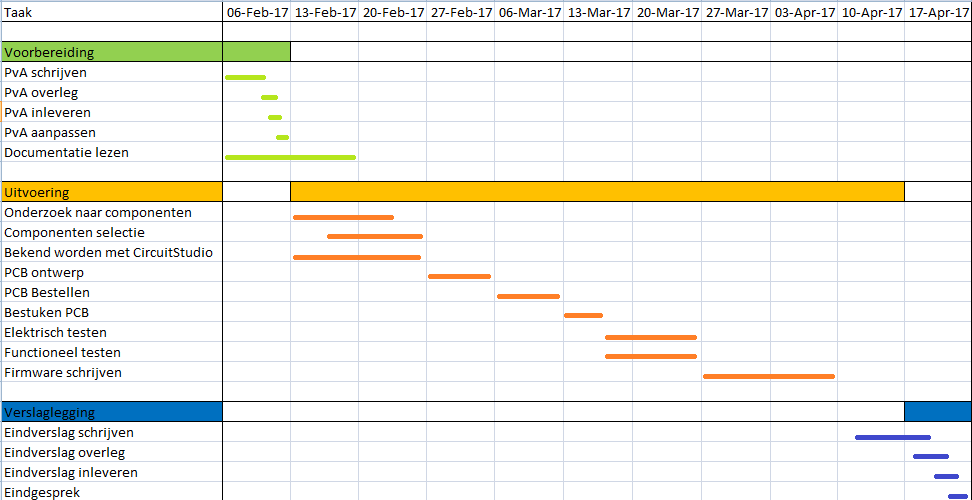 Taak 06-Feb-17 13-Feb-17 20-Feb-17 27-Feb-17 06-Mar-17 13-Mar-17 20-Mar-17 27-Mar-17 03-Apr-17 10-Apr-17 17-Apr-17
Voorbereiding
PvA schrijven
PvA overleg
PvA inleveren
PvA aanpassen
Documentatie lezen
Uitvoering
Onderzoek naar componenten
Componenten selectie
Bekend worden met CircuitStudio
PCB ontwerp
PCB Bestellen
Bestuken PCB
Elektrisch testen
Functioneel testen
Firmware schrijven
Verslaglegging
Eindverslag schrijven
Eindverslag overleg
Eindverslag inleveren
Eindgesprek